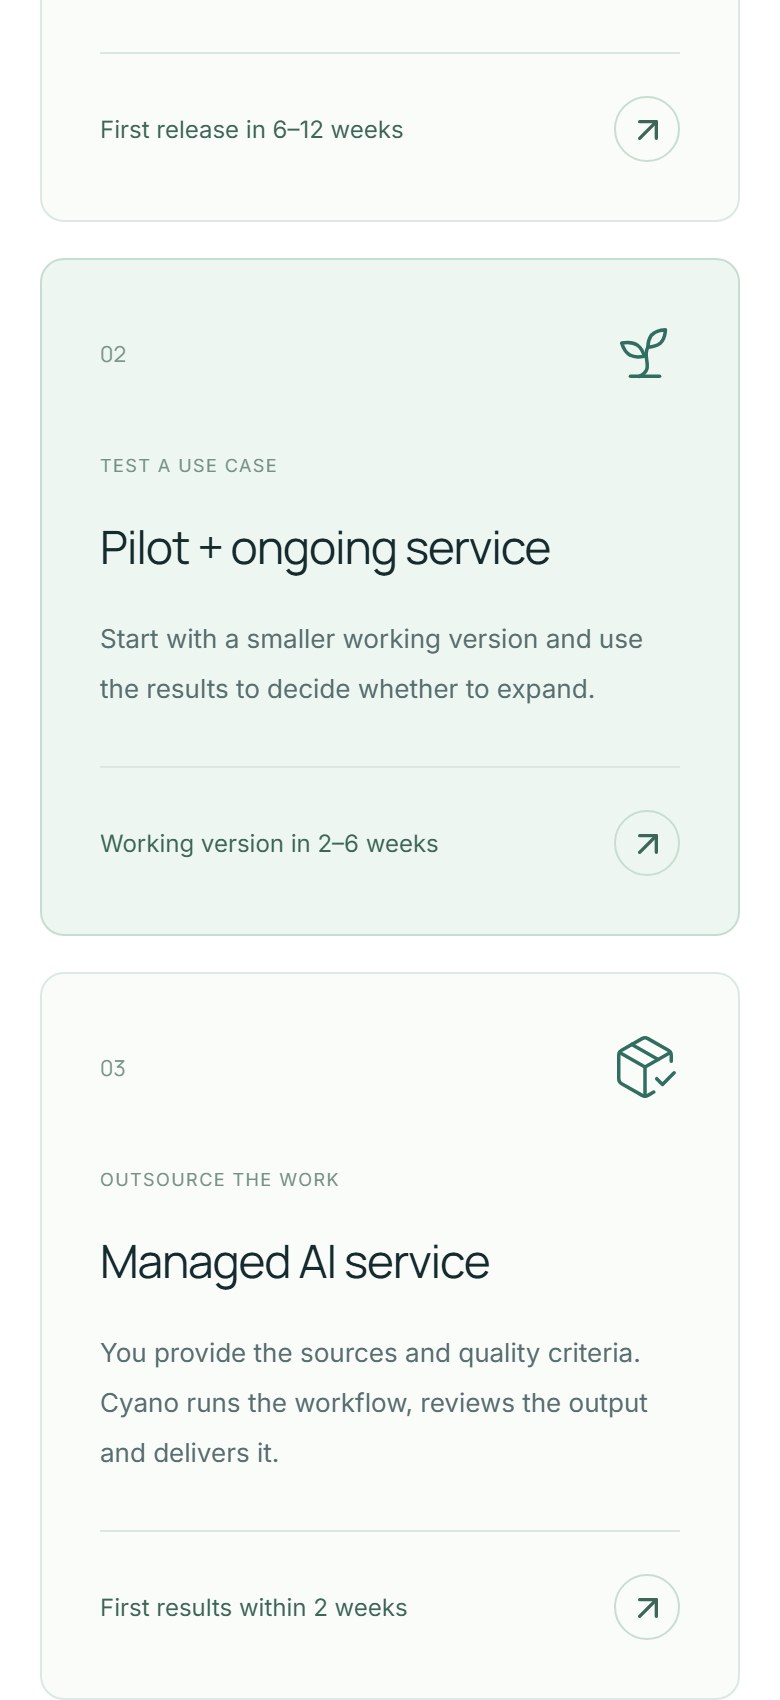 First release in 6–12 weeks
02
TEST A USE CASE
Pilot + ongoing service
Start with a smaller working version and use
the results to decide whether to expand.
Working version in 2–6 weeks
03
OUTSOURCE THE WORK
Managed AI service
You provide the sources and quality criteria.
Cyano runs the workflow, reviews the output
and delivers it.
First results within 2 weeks